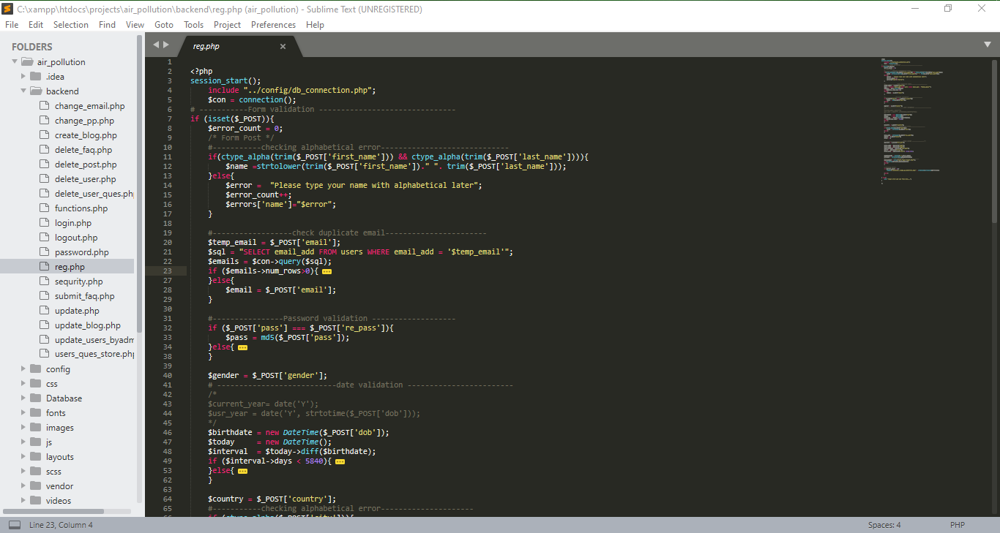 C:\xampp\htdocs\projects\air_pollution\backend\reg.php (air_pollution) - Sublime Text (UNREGISTERED)
File Edit Selection Find View Goto Tools Project Preferences Help
FOLDERS
air_pollution
.idea
backend
change_email.php
change_pp.php
create_blog.php
delete_faq.php
delete_post.php
delete_user.php
delete_user_ques.ph
functions.php
login.php
logout.php
password.php
reg.php
sequrity.php
submit_faq.php
update.php
update_blog.php
update_users_byadm
users_ques_store.php
config
css
Database
fonts
images
js
layouts
scss
vendor
videos
reg.php
1
2 <?php
3 session_start();
4 include "../config/db_connection.php";
5 $con = connection();
6 # -----------Form validation -------------------------------
7 if (isset($_POST)){
8 $error_count = 0;
9 /* Form Post */
10 #-----------checking alphabetical error-----------------------------
11 if(ctype_alpha(trim($_POST['first_name'])) && ctype_alpha(trim($_POST['last_name']))){
12 $name =strtolower(trim($_POST['first_name'])." ". trim($_POST['last_name']));
13 }else{
14 $error =  "Please type your name with alphabetical later";
15 $error_count++;
16 $errors['name']="$error";
17 }
18
19 #------------------check duplicate email-----------------------
20 $temp_email = $_POST['email'];
21 $sql = "SELECT email_add FROM users WHERE email_add = '$temp_email'";
22 $emails = $con->query($sql);
23 if ($emails->num_rows>0){
27 }else{
28 $email = $_POST['email'];
29 }
30
31 #----------------Password validation -------------------
32 if ($_POST['pass'] === $_POST['re_pass']){
33 $pass = md5($_POST['pass']);
34 }else{
38 }
39
40 $gender = $_POST['gender'];
41 # ---------------------------date validation ------------------------
42 /*
43 $current_year= date('Y');
44 $usr_year = date('Y', strtotime($_POST['dob']));
45 */
46 $birthdate = new DateTime($_POST['dob']);
47 $today     = new DateTime();
48 $interval  = $today->diff($birthdate);
49 if ($interval->days < 5840){
53 }else{
62 }
63
64 $country = $_POST['country'];
65 #-----------checking alphabetical error---------------------
Line 23, Column 4
Spaces: 4
PHP